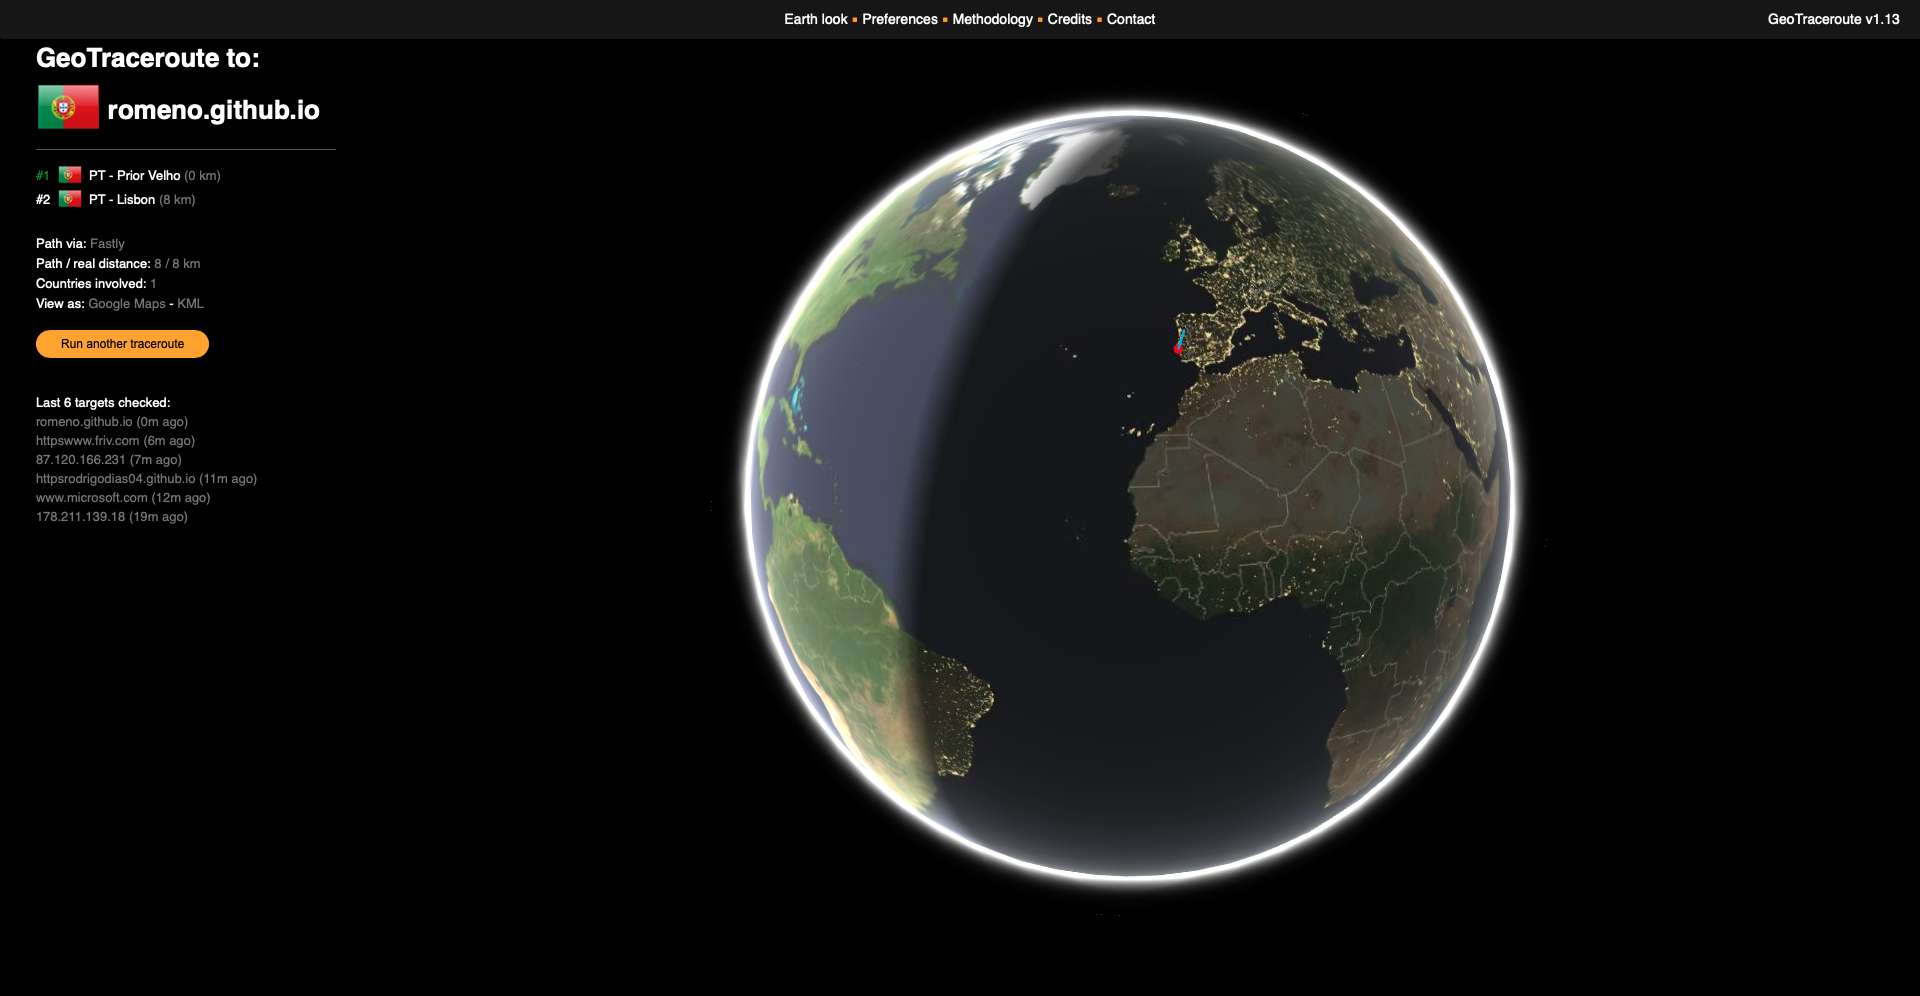 Earth look ▪ Preferences ▪ Methodology ▪ Credits ▪ Contact
GeoTraceroute v1.13
GeoTraceroute to:
romeno.github.io
#1 PT - Prior Velho (0 km)
#2 PT - Lisbon (8 km)
Path via: Fastly
Path / real distance: 8 / 8 km
Countries involved: 1
View as: Google Maps - KML
Run another traceroute
Last 6 targets checked:
romeno.github.io (0m ago)
httpswww.friv.com (6m ago)
87.120.166.231 (7m ago)
httpsrodrigodias04.github.io (11m ago)
www.microsoft.com (12m ago)
178.211.139.18 (19m ago)